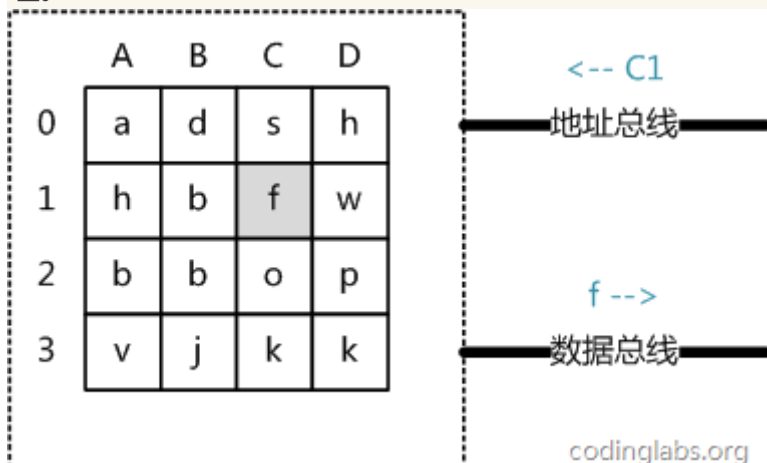 A B C D
<-- C1
0 a d s h
地址总线
1 h b f w
2 b b o p
f -->
3 v j k k
数据总线
codinglabs.org